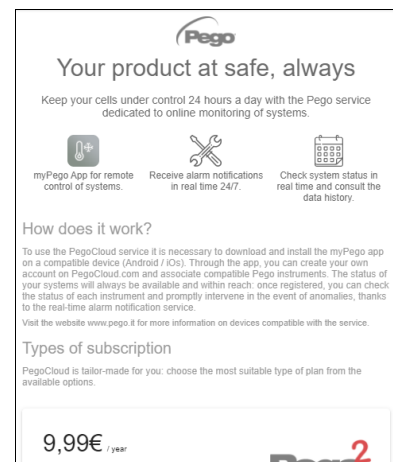 Pego
Your product at safe, always
Keep your cells under control 24 hours a day with the Pego service
dedicated to online monitoring of
systems.
myPego App for remote
control of systems.
Receive alarm notifications
in real time 24/7.
Check system status in
real time and consult the
data history.
How does it work?
To use the PegoCloud service it is necessary to download and install the myPego app
on a compatible device (Android / iOs). Through the app, you can create your own
account on PegoCloud.com and associate compatible Pego instruments. The status of
your systems will always be available and within reach: once registered, you can check
the status of each instrument and promptly intervene in the event of anomalies, thanks
to the real-time alarm notification service.
Visit the website www.pego.it for more information on devices compatible with the service.
Types of subscription
PegoCloud is tailor-made for you: choose the most suitable type of plan from the
available options.
9,99€ / year
Pego 2